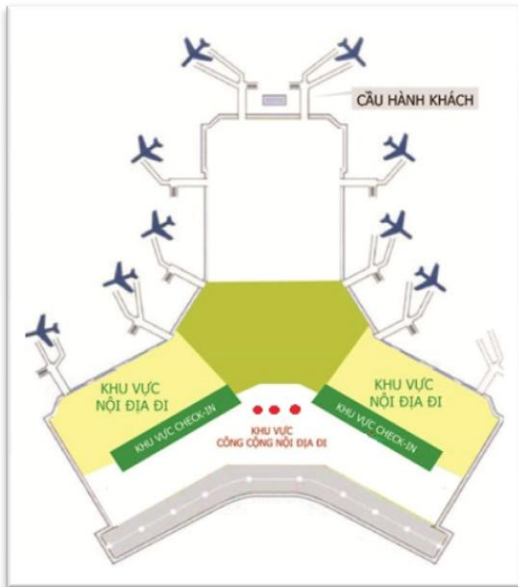 CẦU HÀNH KHÁCH
KHU VỰC
NỘI ĐỊA ĐI
KHU VỰC
NỘI ĐỊA ĐI
KHU VỰC CHECK-IN
KHU VỰC CHECK-IN
KHU VỰC
CÔNG CỘNG NỘI ĐỊA ĐI